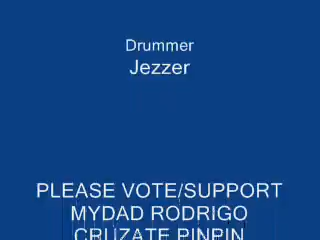 Drummer
Jezzer
PLEASE VOTE/SUPPORT
MYDAD RODRIGO
CRUZATE PINPIN